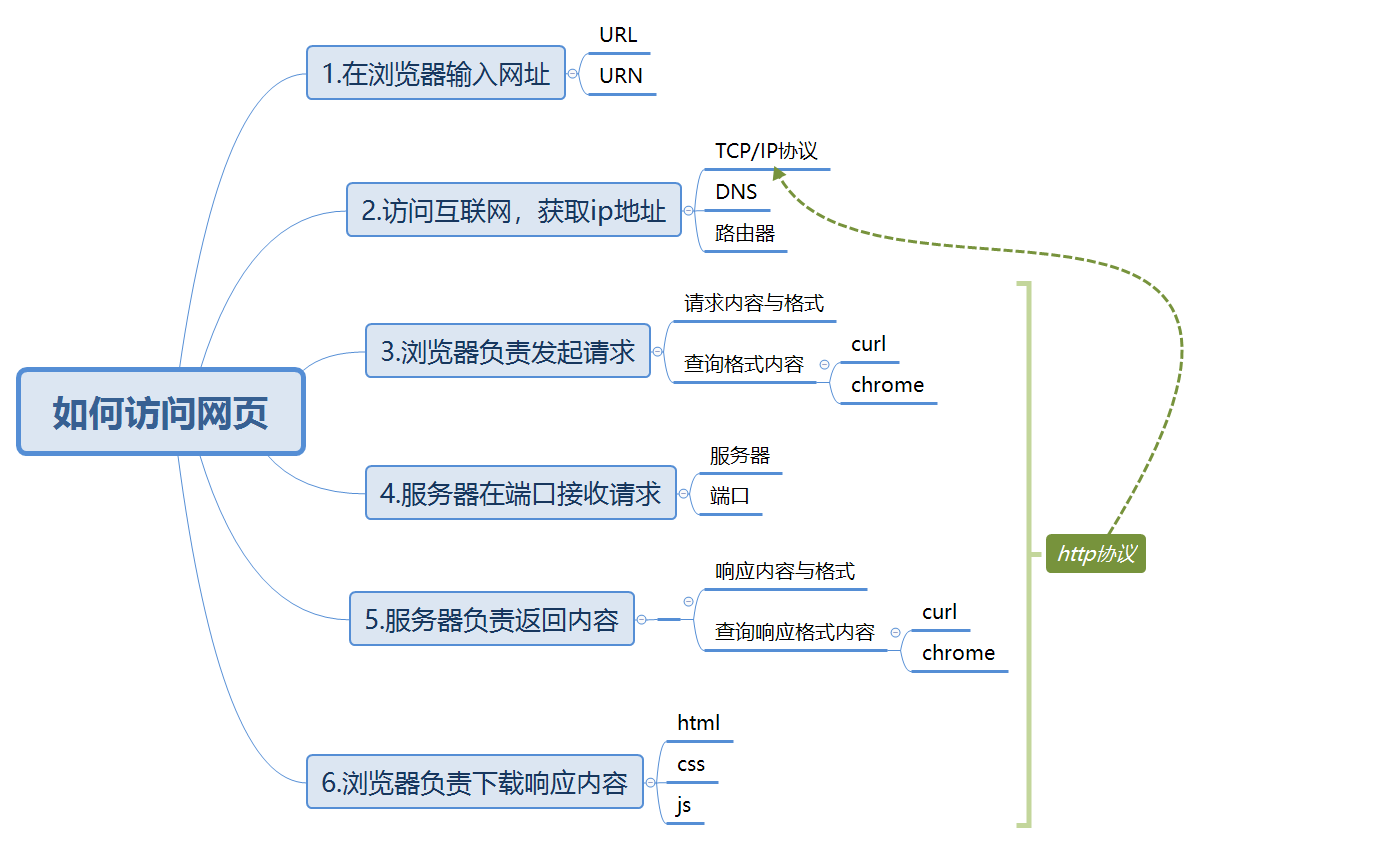 如何访问网页
1.在浏览器输入网址
URL
URN
2.访问互联网，获取ip地址
TCP/IP协议
DNS
路由器
3.浏览器负责发起请求
请求内容与格式
查询格式内容
curl
chrome
4.服务器在端口接收请求
服务器
端口
5.服务器负责返回内容
响应内容与格式
查询响应格式内容
curl
chrome
6.浏览器负责下载响应内容
html
css
js
http协议